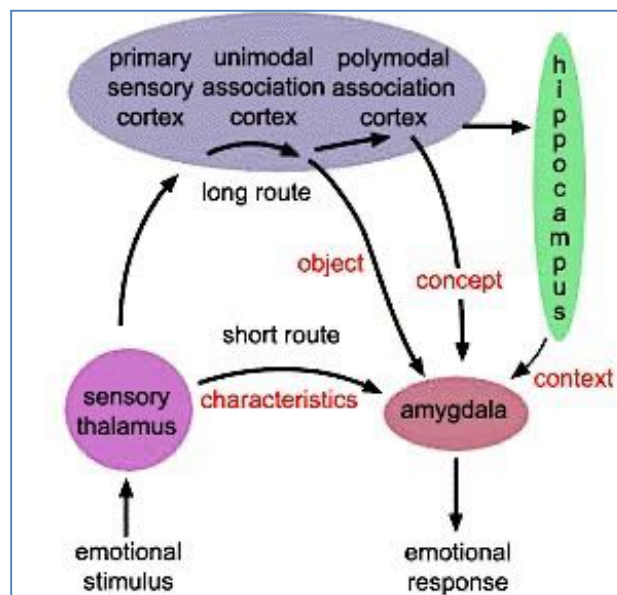 primary
sensory
cortex
unimodal
association
cortex
polymodal
association
cortex
hippocampus
long route
object
concept
short route
characteristics
context
sensory
thalamus
amygdala
emotional
stimulus
emotional
response